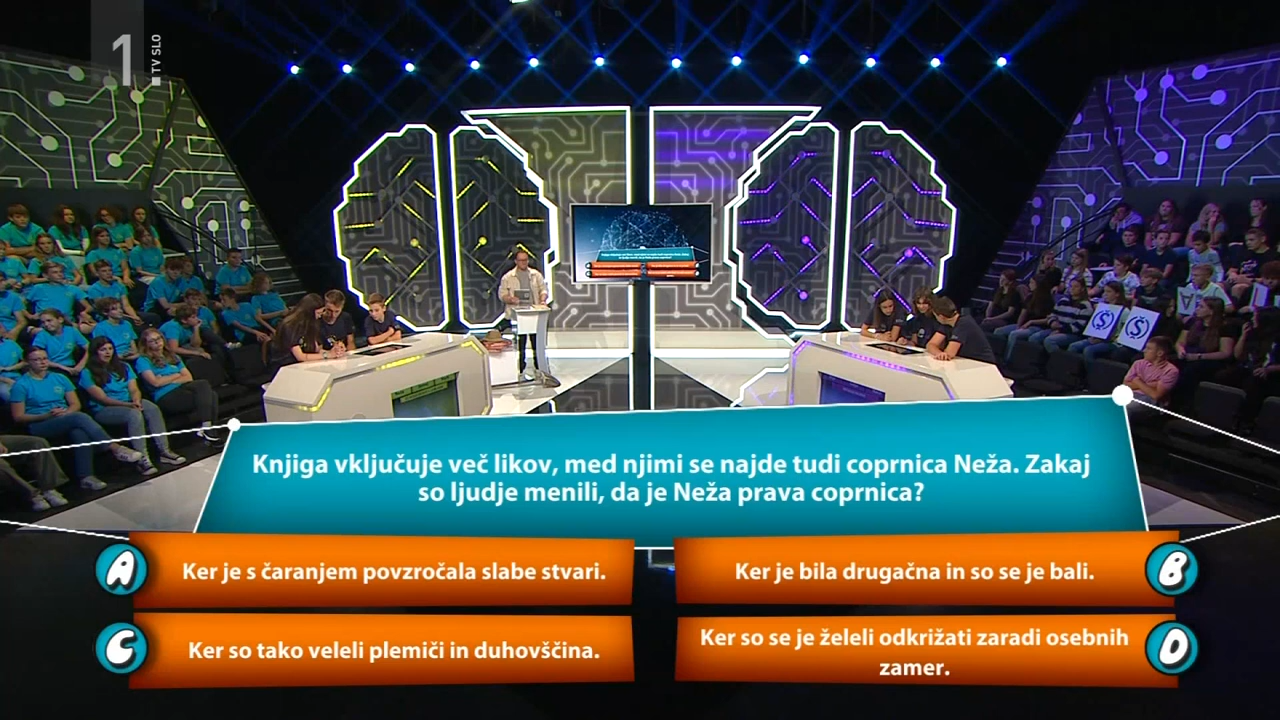 1.
TV SLO
Š Š A
Knjiga vključuje več likov, med njimi se najde tudi coprnica Neža. Zakaj
so ljudje menili, da je Neža prava coprnica?
A Ker je s čaranjem povzročala slabe stvari.
B Ker je bila drugačna in so se je bali.
C Ker so tako veleli plemiči in duhovščina.
D Ker so se je želeli odkrižati zaradi osebnih
zamer.